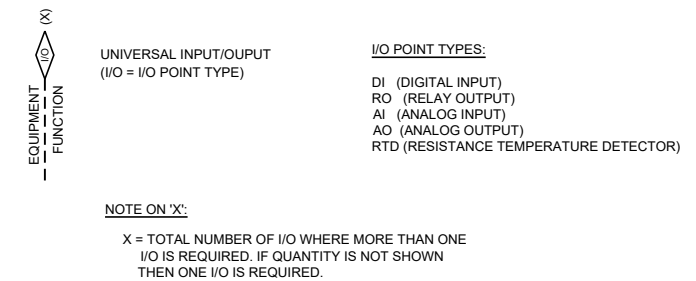 (X)
I/O
EQUIPMENT
FUNCTION
UNIVERSAL INPUT/OUPUT
(I/O = I/O POINT TYPE)
I/O POINT TYPES:
DI (DIGITAL INPUT)
RO (RELAY OUTPUT)
AI (ANALOG INPUT)
AO (ANALOG OUTPUT)
RTD (RESISTANCE TEMPERATURE DETECTOR)
NOTE ON 'X':
X = TOTAL NUMBER OF I/O WHERE MORE THAN ONE
I/O IS REQUIRED. IF QUANTITY IS NOT SHOWN
THEN ONE I/O IS REQUIRED.